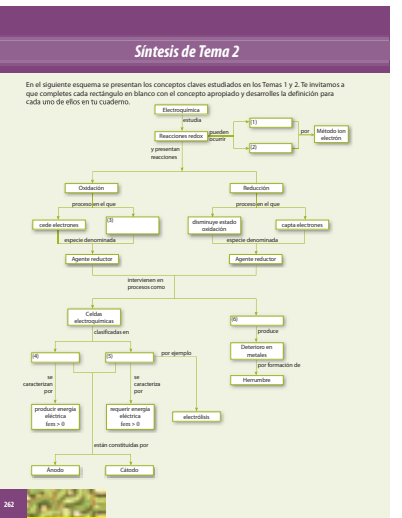 Síntesis de Tema 2
En el siguiente esquema se presentan los conceptos claves estudiados en los Temas 1 y 2. Te invitamos a
que completes cada rectángulo en blanco con el concepto apropiado y desarrolles la definición para
cada uno de ellos en tu cuaderno.
Electroquímica
estudia
Reacciones redox
pueden
ocurrir
(1)
(2)
por
Método ion
electrón
y presentan
reacciones
Oxidación
Reducción
proceso en el que
proceso en el que
cede electrones
(3)
disminuye estado
oxidación
capta electrones
especie denominada
especie denominada
Agente reductor
Agente reductor
intervienen en
procesos como
Celdas
electroquímicas
(6)
clasificadas en
produce
(4)
(5)
por ejemplo
Deterioro en
metales
por formación de
Herrumbre
se
caracterizan
por
se
caracteriza
por
producir energía
eléctrica
fem > 0
requerir energía
eléctrica
fem > 0
electrólisis
están constituidas por
Ánodo
Cátodo
262